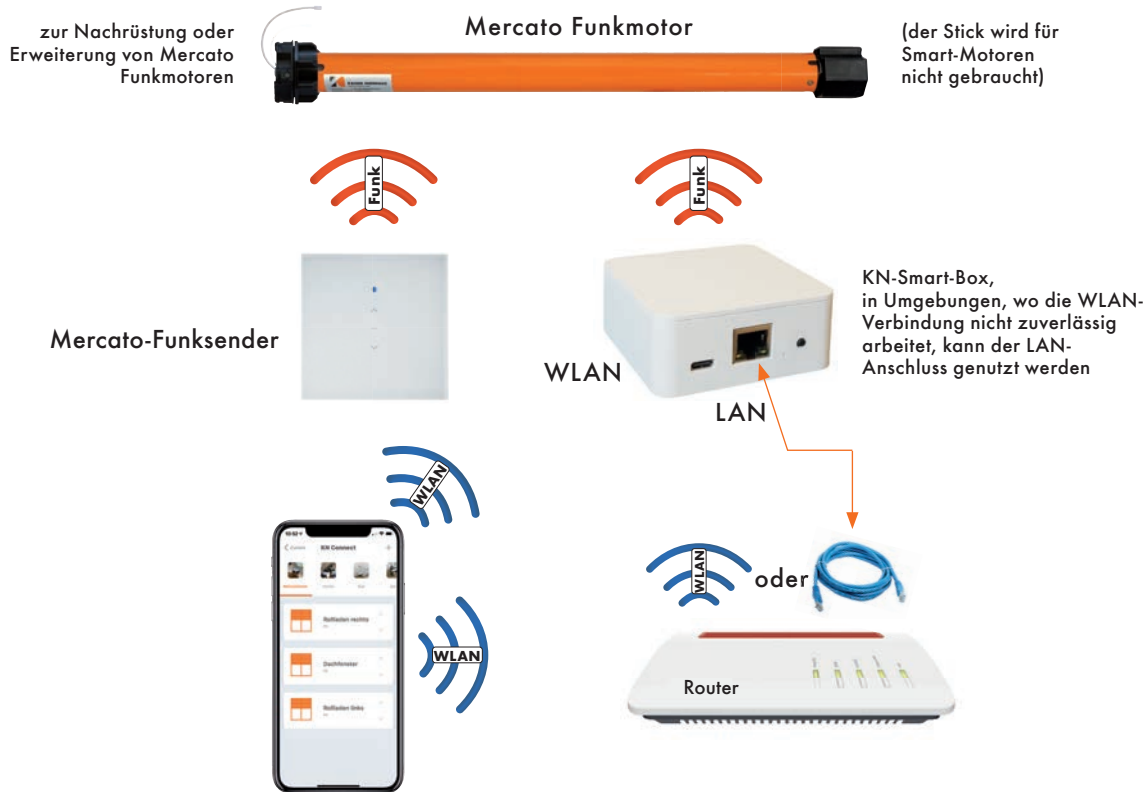 Mercato Funkmotor
zur Nachrüstung oder
Erweiterung von Mercato
Funkmotoren
(der Stick wird für
Smart-Motoren
nicht gebraucht)
Funk
Funk
Mercato-Funksender
KN-Smart-Box,
in Umgebungen, wo die WLAN-
Verbindung nicht zuverlässig
arbeitet, kann der LAN-
Anschluss genutzt werden
WLAN
LAN
WLAN
10:02
KN Connect
Rollladen rechts
Dachfenster
Rollladen links
WLAN
WLAN
oder
Router